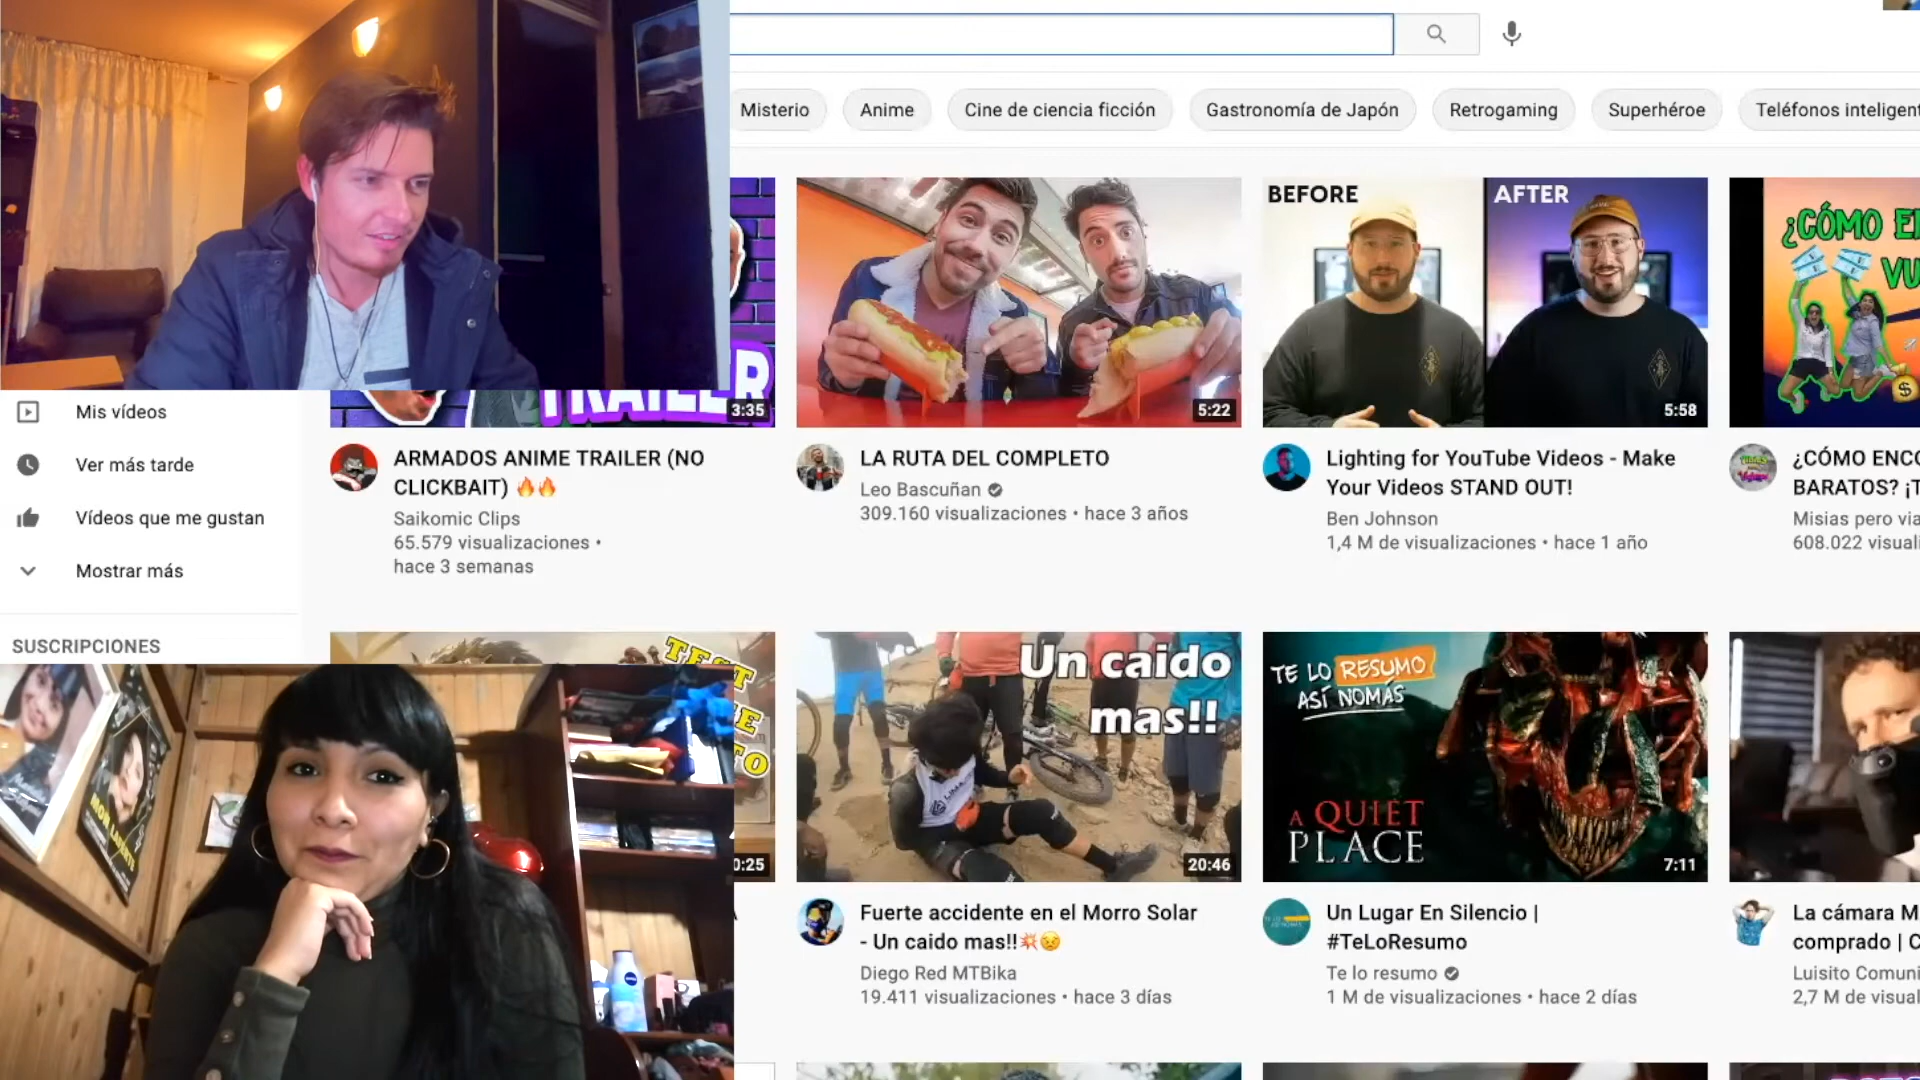 Misterio
Anime
Cine de ciencia ficción
Gastronomía de Japón
Retrogaming
Superhéroe
Teléfonos inteligent
TRAILER
3:35
5:22
BEFORE
AFTER
5:58
¿CÓMO E
VU
Mis vídeos
Ver más tarde
Vídeos que me gustan
Mostrar más
SUSCRIPCIONES
ARMADOS ANIME TRAILER (NO
CLICKBAIT) 🔥🔥
Saikomic Clips
65.579 visualizaciones •
hace 3 semanas
LA RUTA DEL COMPLETO
Leo Bascuñan
309.160 visualizaciones • hace 3 años
Lighting for YouTube Videos - Make
Your Videos STAND OUT!
Ben Johnson
1,4 M de visualizaciones • hace 1 año
¿CÓMO ENCO
BARATOS? ¡T
Misias pero via
608.022 visuali
TEST
0:25
Un caido
mas!!
20:46
TE LO RESUMO
ASÍ NOMÁS
A QUIET
PLACE
7:11
Fuerte accidente en el Morro Solar
- Un caido mas!!💥😣
Diego Red MTBika
19.411 visualizaciones • hace 3 días
Un Lugar En Silencio |
#TeLoResumo
Te lo resumo
1 M de visualizaciones • hace 2 días
La cámara M
comprado | C
Luisito Comuni
2,7 M de visual
NIVEA